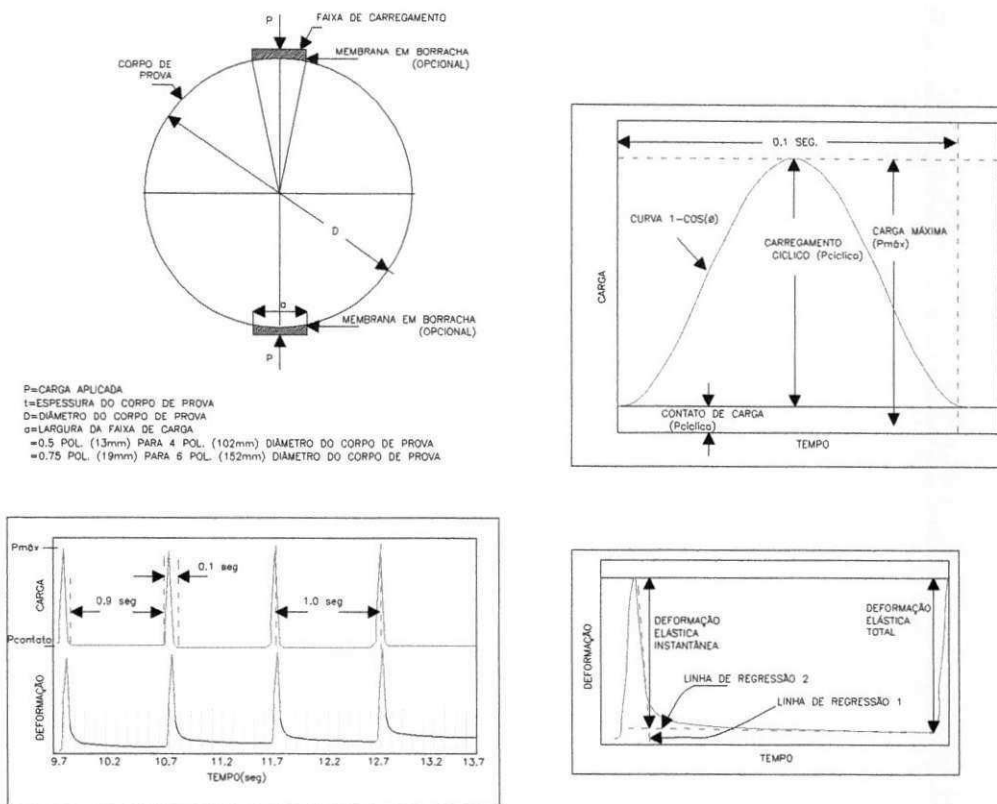 P
FAIXA DE CARREGAMENTO
MEMBRANA EM BORRACHA
(OPCIONAL)
CORPO DE
PROVA
D
a
MEMBRANA EM BORRACHA
(OPCIONAL)
P
P=CARGA APLICADA
t=ESPESSURA DO CORPO DE PROVA
D=DIÂMETRO DO CORPO DE PROVA
a=LARGURA DA FAIXA DE CARGA
=0.5 POL. (13mm) PARA 4 POL. (102mm) DIÂMETRO DO CORPO DE PROVA
=0.75 POL. (19mm) PARA 6 POL. (152mm) DIÂMETRO DO CORPO DE PROVA
0.1 SEG.
CURVA 1-COS(ø)
CARREGAMENTO
CICLICO (Pciclica)
CARGA MÁXIMA
(Pmáx)
CARGA
CONTATO DE CARGA
(Pciclica)
TEMPO
Pmáx
CARGA
0.1 seg
0.9 seg
1.0 seg
Pcontato
DEFORMAÇÃO
9.7 10.2 10.7 11.2 11.7 12.2 12.7 13.2 13.7
TEMPO(seg)
DEFORMAÇÃO
DEFORMAÇÃO
ELÁSTICA
INSTANTÂNEA
DEFORMAÇÃO
ELÁSTICA
TOTAL
LINHA DE REGRESSÃO 2
LINHA DE REGRESSÃO 1
TEMPO